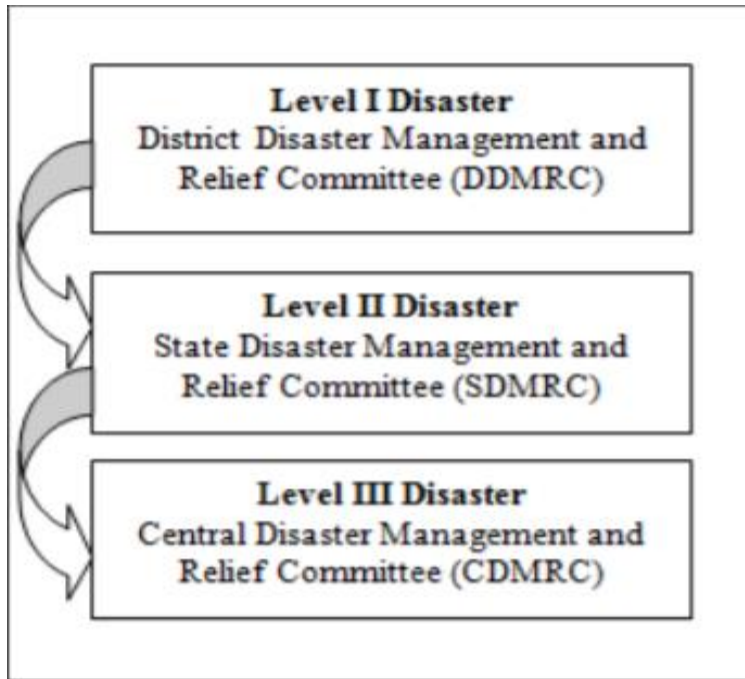 Level I Disaster
District Disaster Management and
Relief Committee (DDMRC)
Level II Disaster
State Disaster Management and
Relief Committee (SDMRC)
Level III Disaster
Central Disaster Management and
Relief Committee (CDMRC)